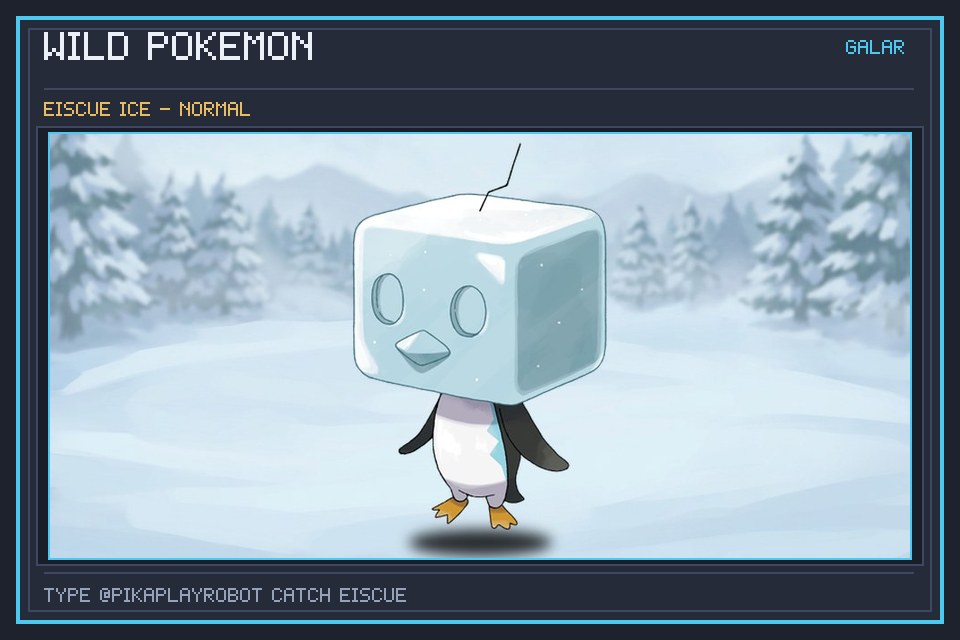 WILD POKEMON
GALAR
EISCUE ICE - NORMAL
TYPE @PIKAPLAYROBOT CATCH EISCUE